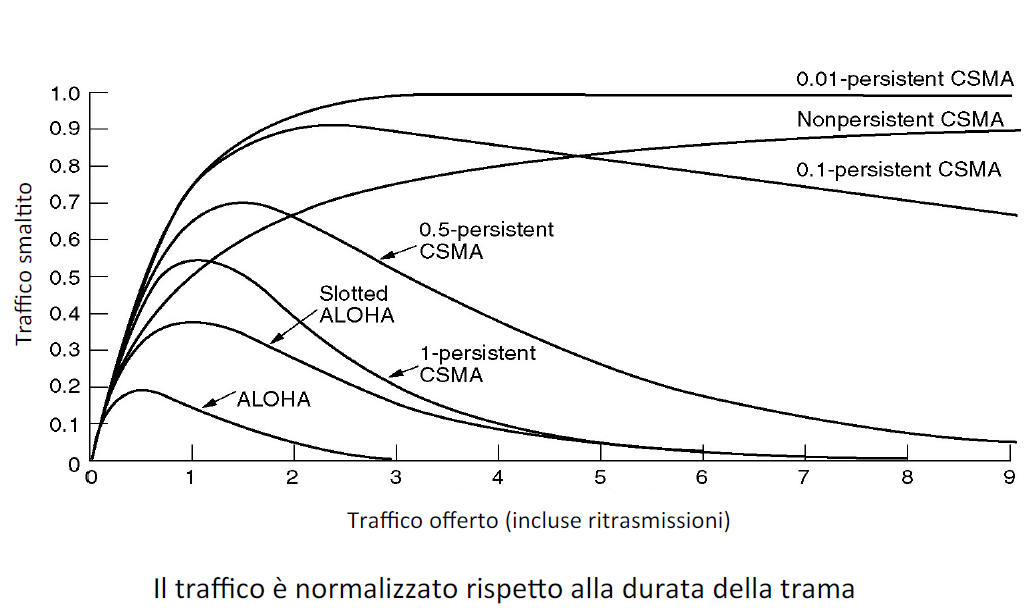 0.01-persistent CSMA
Nonpersistent CSMA
0.1-persistent CSMA
0.5-persistent
CSMA
Slotted
ALOHA
1-persistent
CSMA
ALOHA
Traffico smaltito
1.0
0.9
0.8
0.7
0.6
0.5
0.4
0.3
0.2
0.1
0
0 1 2 3 4 5 6 7 8 9
Traffico offerto (incluse ritrasmissioni)
Il traffico è normalizzato rispetto alla durata della trama